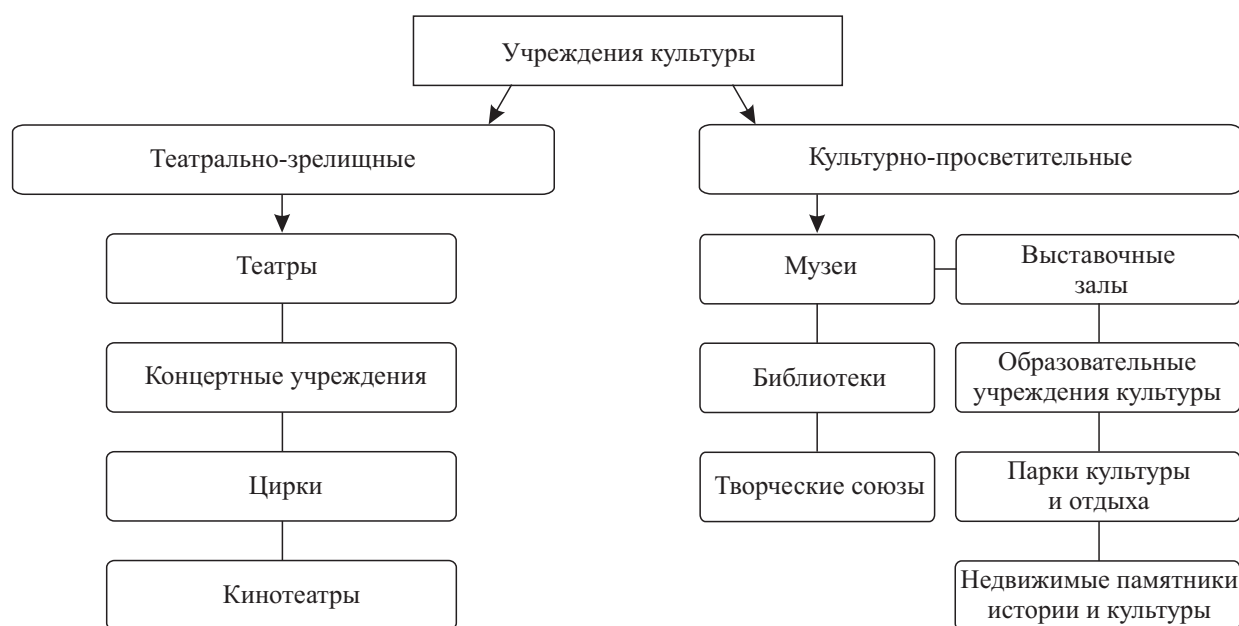 Учреждения культуры
Театрально-зрелищные
Культурно-просветительные
Театры
Музеи
Выставочные
залы
Концертные учреждения
Библиотеки
Образовательные
учреждения культуры
Цирки
Творческие союзы
Парки культуры
и отдыха
Кинотеатры
Недвижимые памятники
истории и культуры